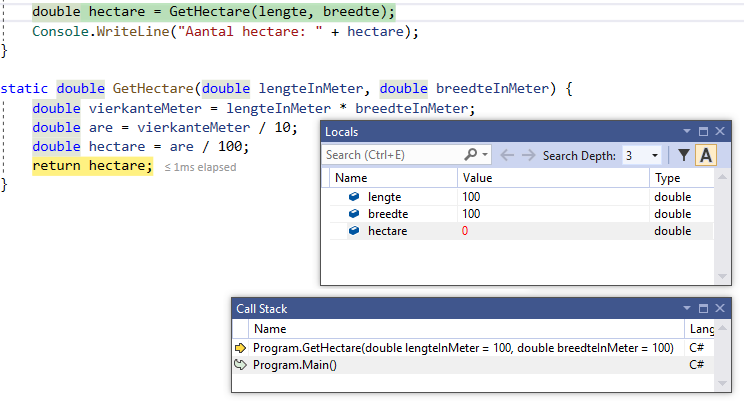 double hectare = GetHectare(lengte, breedte);
Console.WriteLine("Aantal hectare: " + hectare);
}
static double GetHectare(double lengteInMeter, double breedteInMeter) {
double vierkanteMeter = lengteInMeter * breedteInMeter;
double are = vierkanteMeter / 10;
double hectare = are / 100;
return hectare; ≤ 1ms elapsed
}
Locals
Search (Ctrl+E) Search Depth: 3 A
Name Value Type
lengte 100 double
breedte 100 double
hectare 0 double
Call Stack
Name Lang
Program.GetHectare(double lengteInMeter = 100, double breedteInMeter = 100) C#
Program.Main() C#